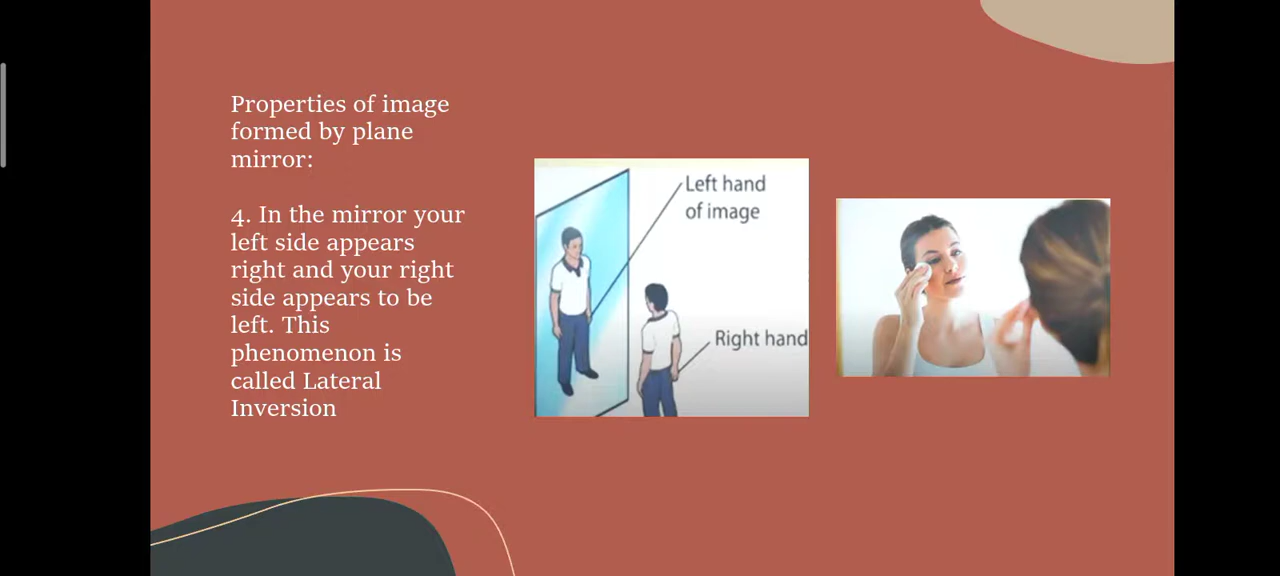 Properties of image
formed by plane
mirror:
4. In the mirror your
left side appears
right and your right
side appears to be
left. This
phenomenon is
called Lateral
Inversion
Left hand
of image
Right hand